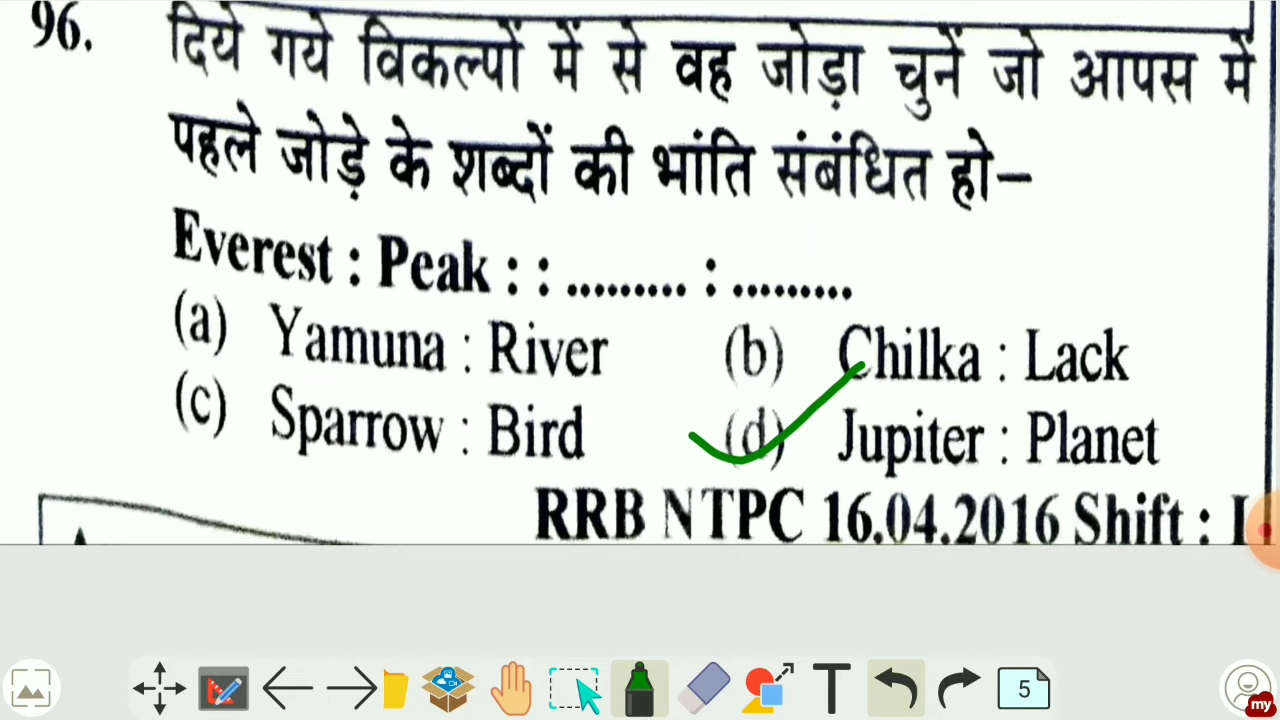 96. दिये गये विकल्पों में से वह जोड़ा चुनें जो आपस में
पहले जोड़े के शब्दों की भांति संबंधित हो–
Everest : Peak : : ......... : .........
(a) Yamuna : River (b) Chilka : Lack
(c) Sparrow : Bird (d) Jupiter : Planet
RRB NTPC 16.04.2016 Shift : I
T
5
my